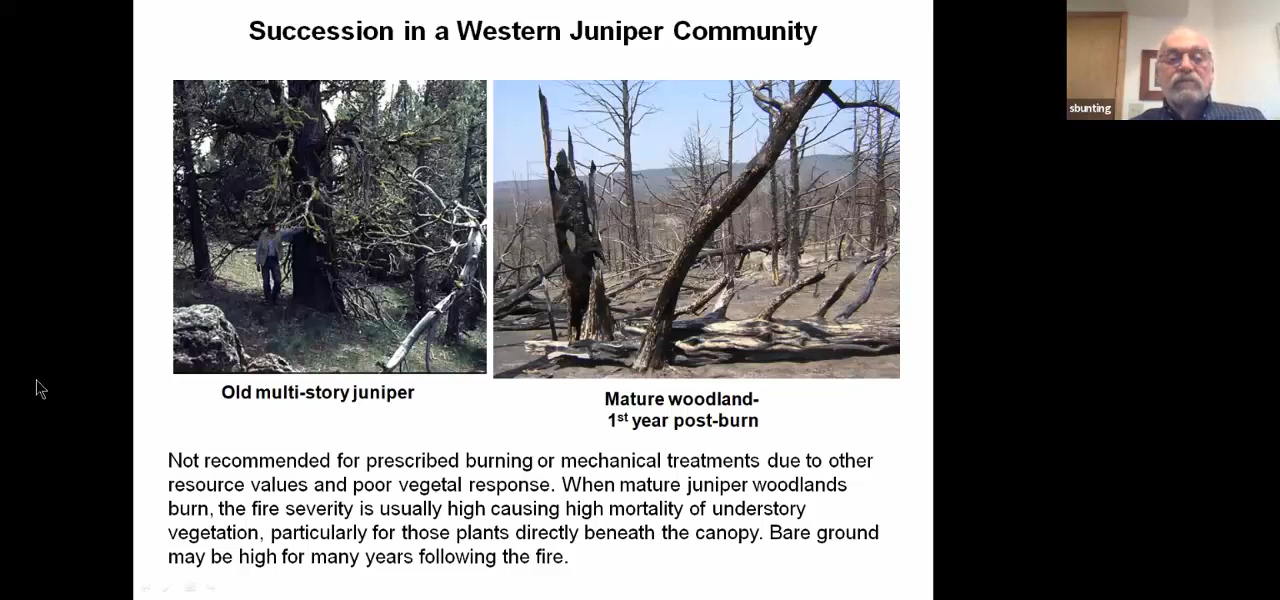 Succession in a Western Juniper Community
sbunting
Old multi-story juniper
Mature woodland-
1st year post-burn
Not recommended for prescribed burning or mechanical treatments due to other
resource values and poor vegetal response. When mature juniper woodlands
burn, the fire severity is usually high causing high mortality of understory
vegetation, particularly for those plants directly beneath the canopy. Bare ground
may be high for many years following the fire.